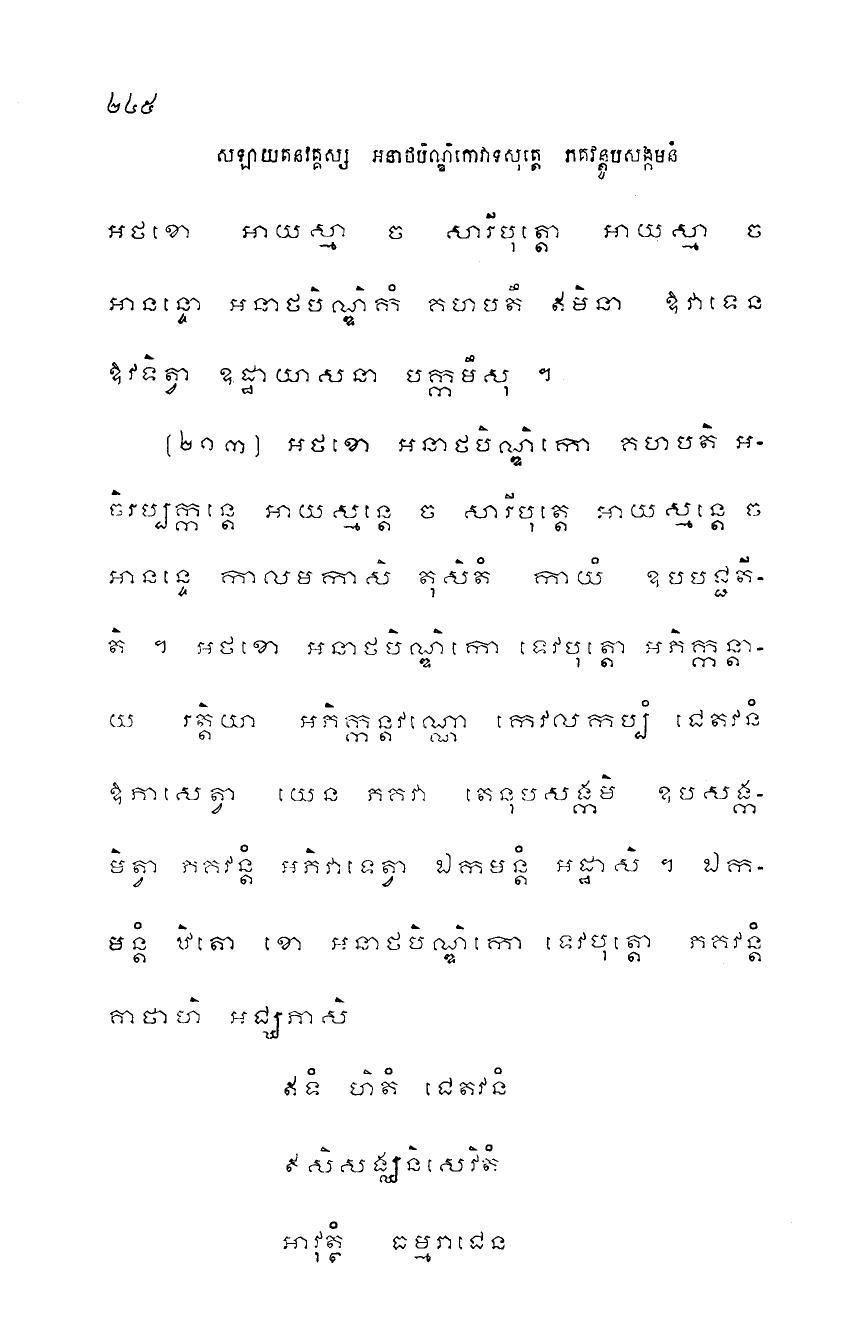 ២៤៥
សឡាយតនវគ្គស្ស អនាថបិណ្ឌិកោវាទសុត្តេ ភគវន្តូបសង្កមនំ
អថខោ អាយស្មា ច សារីបុត្តោ អាយស្មា ច
អានន្ទោ អនាថបិណ្ឌិកំ គហបតឹ ឥមិនា ឱវាទេន
ឱវទិត្វា ឧដ្ឋាយាសនា បក្កមឹសុ ។
(២១៣) អថខោ អនាថបិណ្ឌិកោ គហបតិ អ-
ចិរប្បក្កន្តេ អាយស្មន្តេ ច សារីបុត្តេ អាយស្មន្តេ ច
អានន្ទេ កាលមកាសិ តុសិតំ កាយំ ឧបបជ្ជតី-
តិ ។ អថខោ អនាថបិណ្ឌិកោ ទេវបុត្តោ អភិក្កន្តា-
យ រត្តិយា អភិក្កន្តវណ្ណោ កេវលកប្បំ ជេតវនំ
ឱភាសេត្វា យេន ភគវា តេនុបសង្កមិ ឧបសង្ក-
មិត្វា ភគវន្តំ អភិវាទេត្វា ឯកមន្តំ អដ្ឋាសិ ។ ឯក-
មន្តំ ឋិតោ ខោ អនាថបិណ្ឌិកោ ទេវបុត្តោ ភគវន្តំ
គាថាហិ អជ្ឈភាសិ
ឥទំ ហិតំ ជេតវនំ
ឥសិសង្ឃនិសេវិតំ
អាវុត្ថំ ធម្មរាជេន